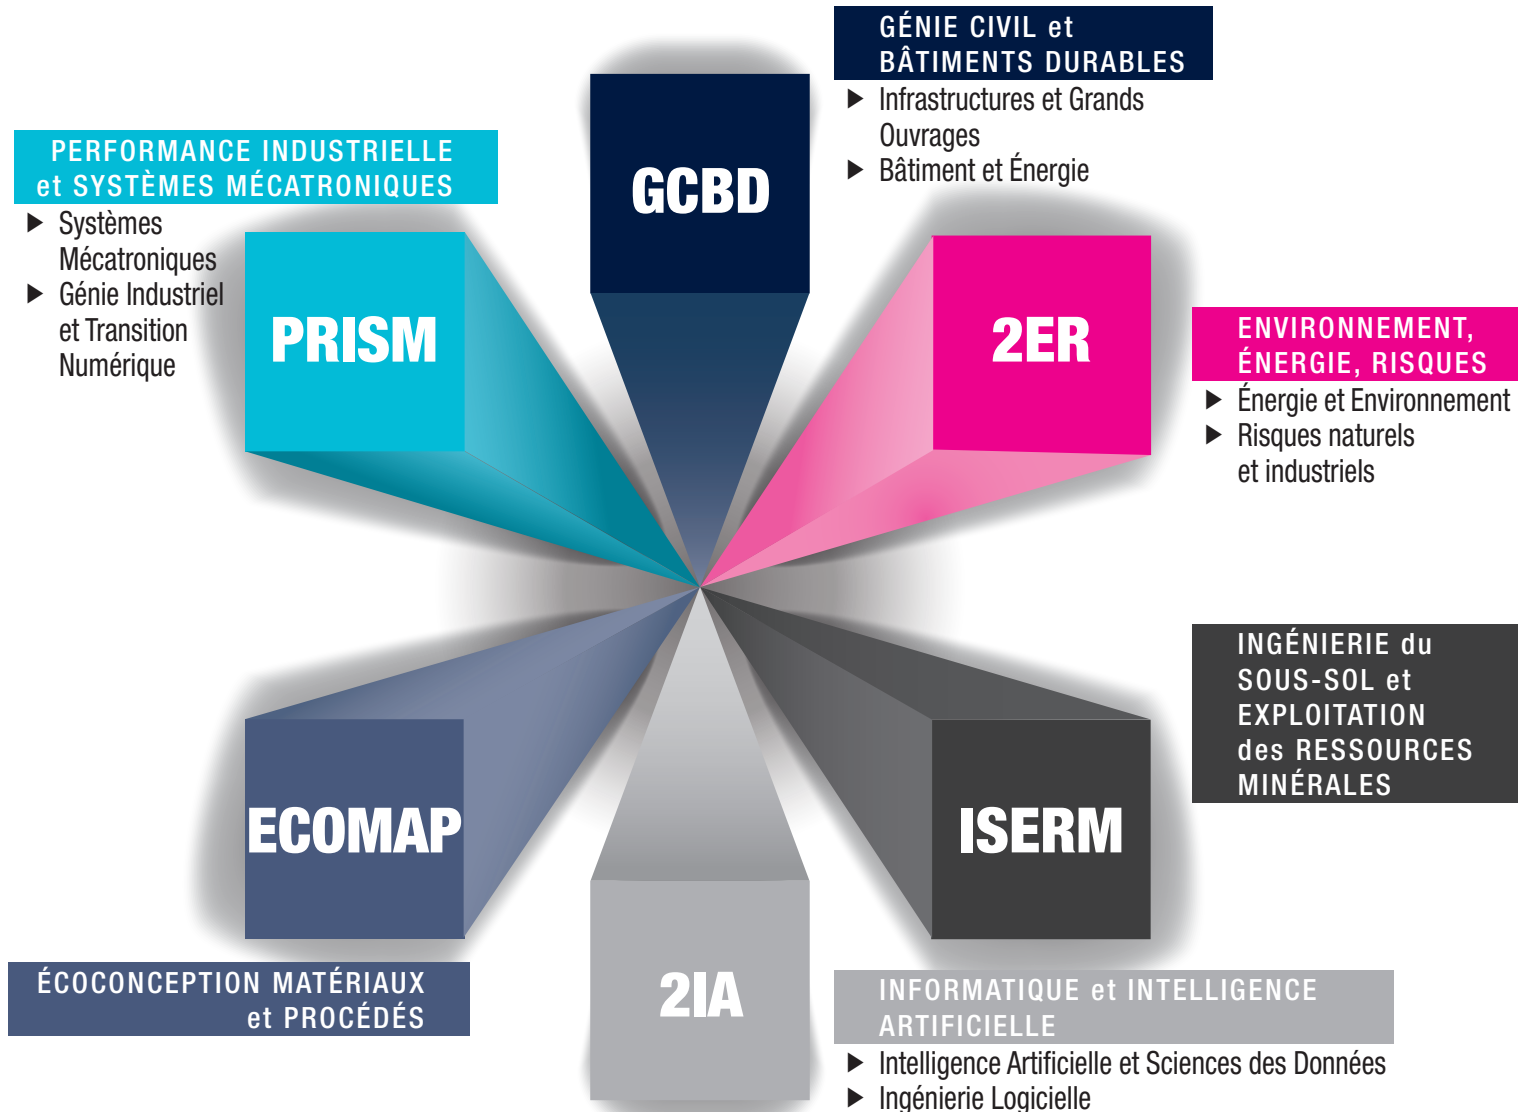 GÉNIE CIVIL et
BÂTIMENTS DURABLES
▶ Infrastructures et Grands
Ouvrages
▶ Bâtiment et Énergie
GCBD
PERFORMANCE INDUSTRIELLE
et SYSTÈMES MÉCATRONIQUES
▶ Systèmes
Mécatroniques
▶ Génie Industriel
et Transition
Numérique
PRISM
2ER
ENVIRONNEMENT,
ÉNERGIE, RISQUES
▶ Énergie et Environnement
▶ Risques naturels
et industriels
INGÉNIERIE du
SOUS-SOL et
EXPLOITATION
des RESSOURCES
MINÉRALES
ECOMAP
ISERM
ÉCOCONCEPTION MATÉRIAUX
et PROCÉDÉS
2IA
INFORMATIQUE et INTELLIGENCE
ARTIFICIELLE
▶ Intelligence Artificielle et Sciences des Données
▶ Ingénierie Logicielle